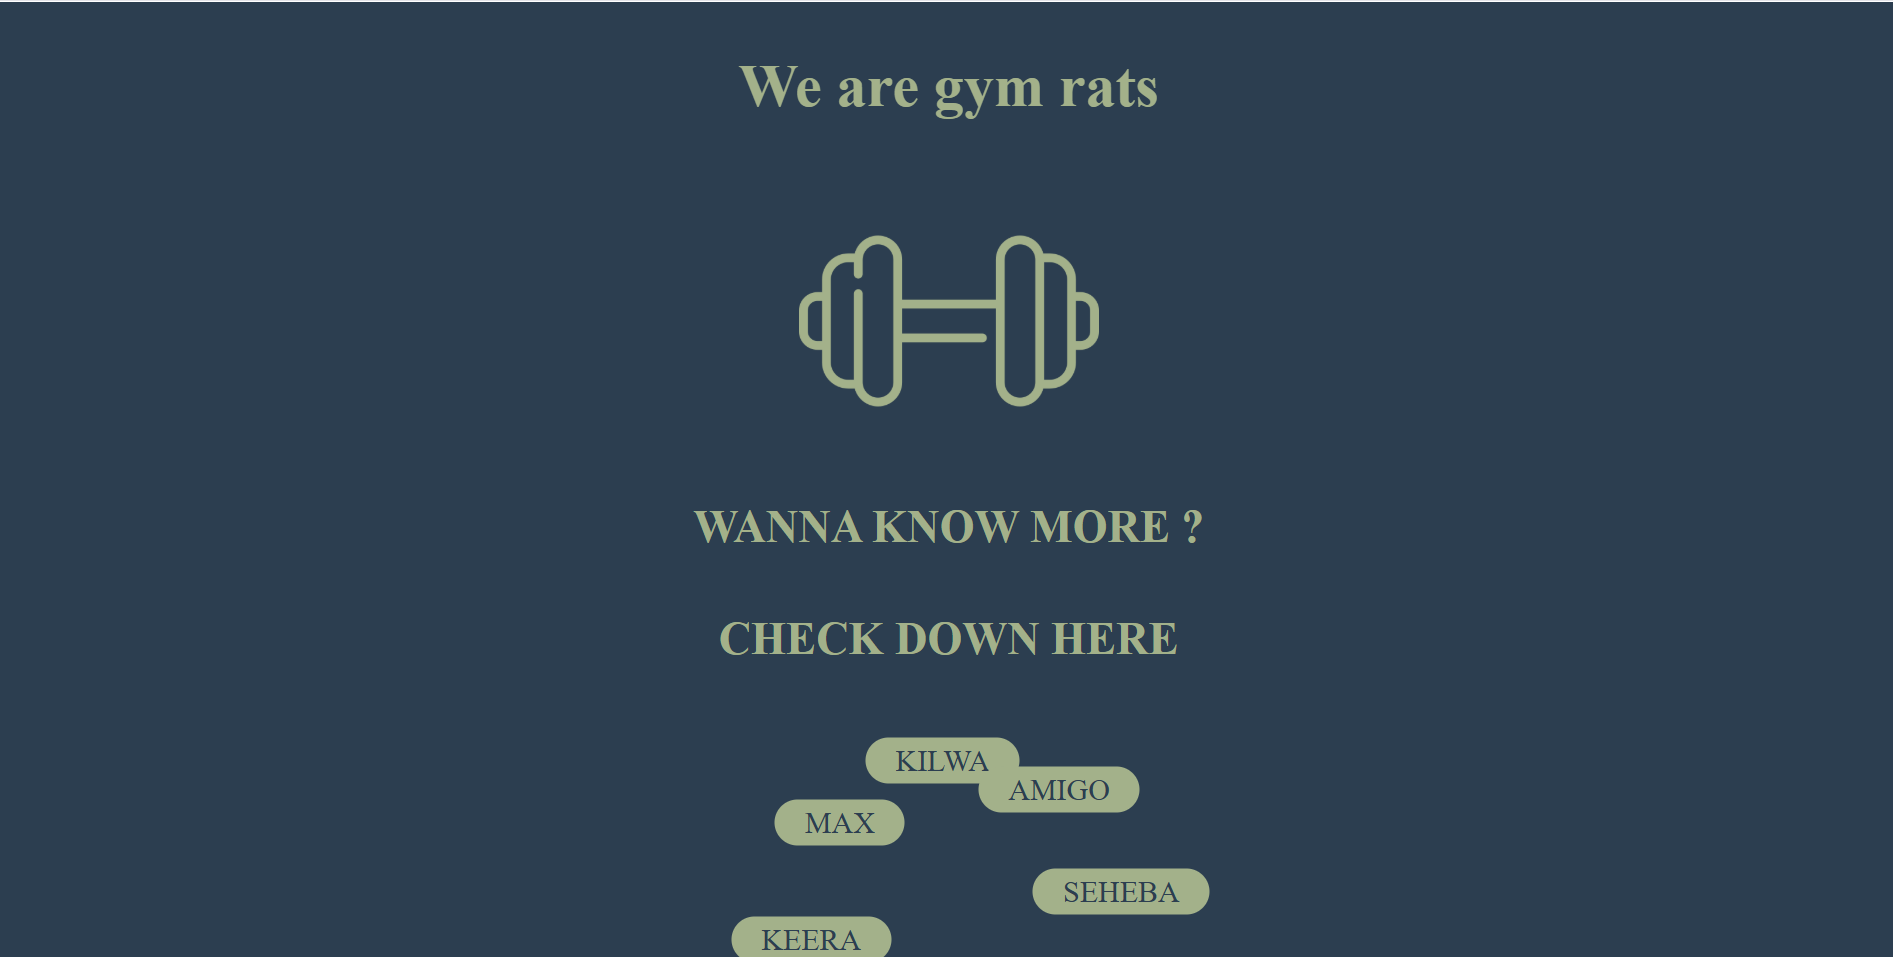 We are gym rats
WANNA KNOW MORE ?
CHECK DOWN HERE
KILWA
AMIGO
MAX
SEHEBA
KEERA